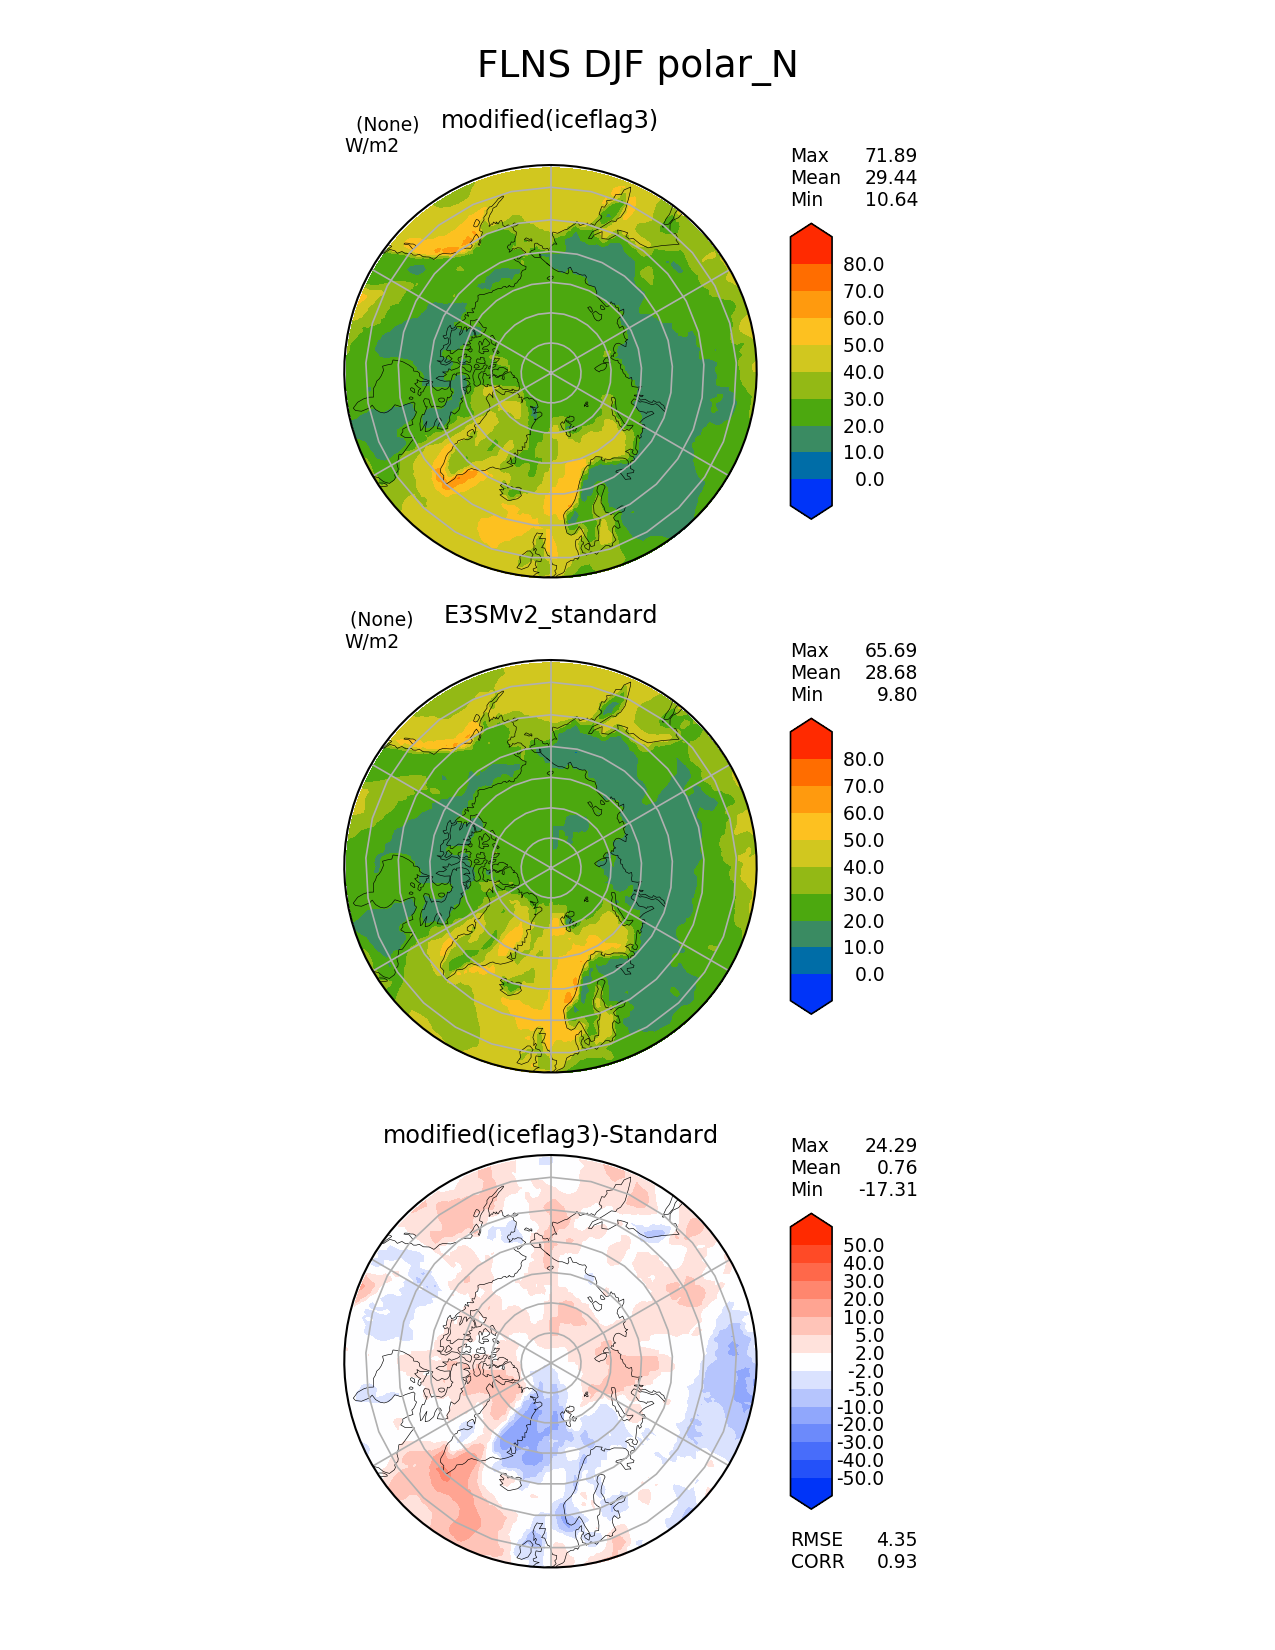 FLNS DJF polar_N
(None) modified(iceflag3)
W/m2
Max 71.89
Mean 29.44
Min 10.64
80.0
70.0
60.0
50.0
40.0
30.0
20.0
10.0
0.0
(None) E3SMv2_standard
W/m2
Max 65.69
Mean 28.68
Min 9.80
80.0
70.0
60.0
50.0
40.0
30.0
20.0
10.0
0.0
modified(iceflag3)-Standard
Max 24.29
Mean 0.76
Min -17.31
50.0
40.0
30.0
20.0
10.0
5.0
2.0
-2.0
-5.0
-10.0
-20.0
-30.0
-40.0
-50.0
RMSE 4.35
CORR 0.93